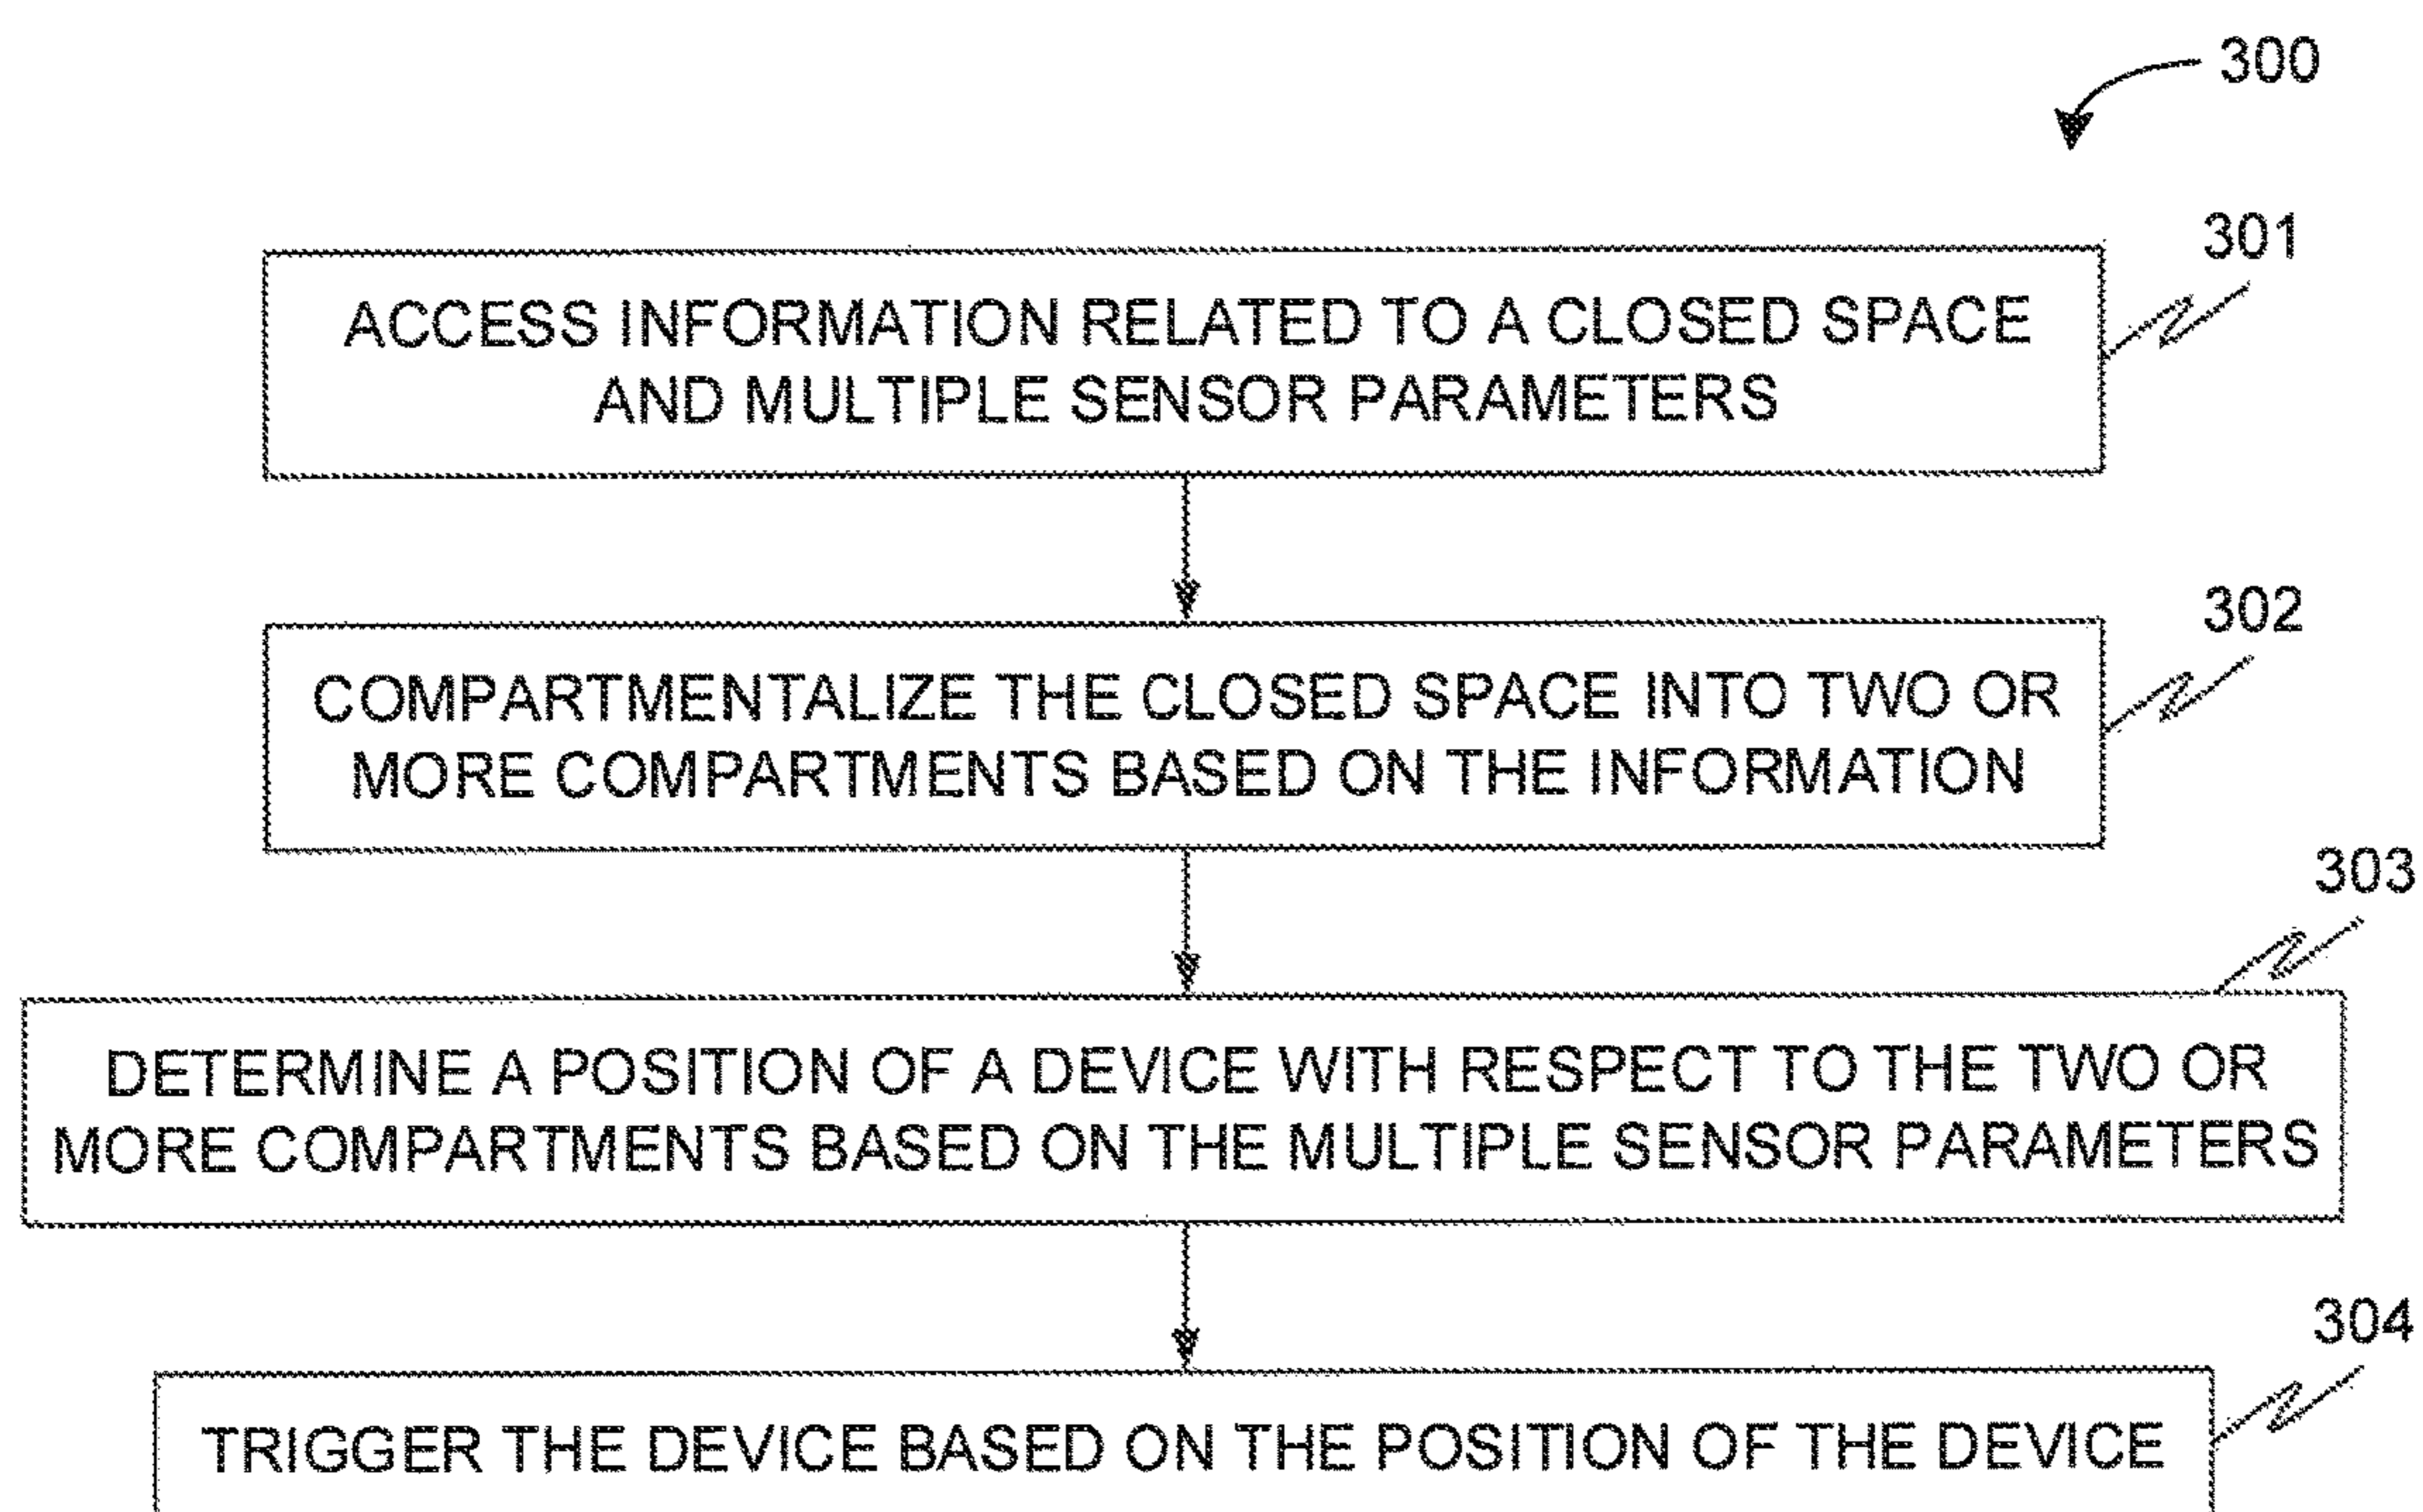 300
301
ACCESS INFORMATION RELATED TO A CLOSED SPACE
AND MULTIPLE SENSOR PARAMETERS
302
COMPARTMENTALIZE THE CLOSED SPACE INTO TWO OR
MORE COMPARTMENTS BASED ON THE INFORMATION
303
DETERMINE A POSITION OF A DEVICE WITH RESPECT TO THE TWO OR
MORE COMPARTMENTS BASED ON THE MULTIPLE SENSOR PARAMETERS
304
TRIGGER THE DEVICE BASED ON THE POSITION OF THE DEVICE